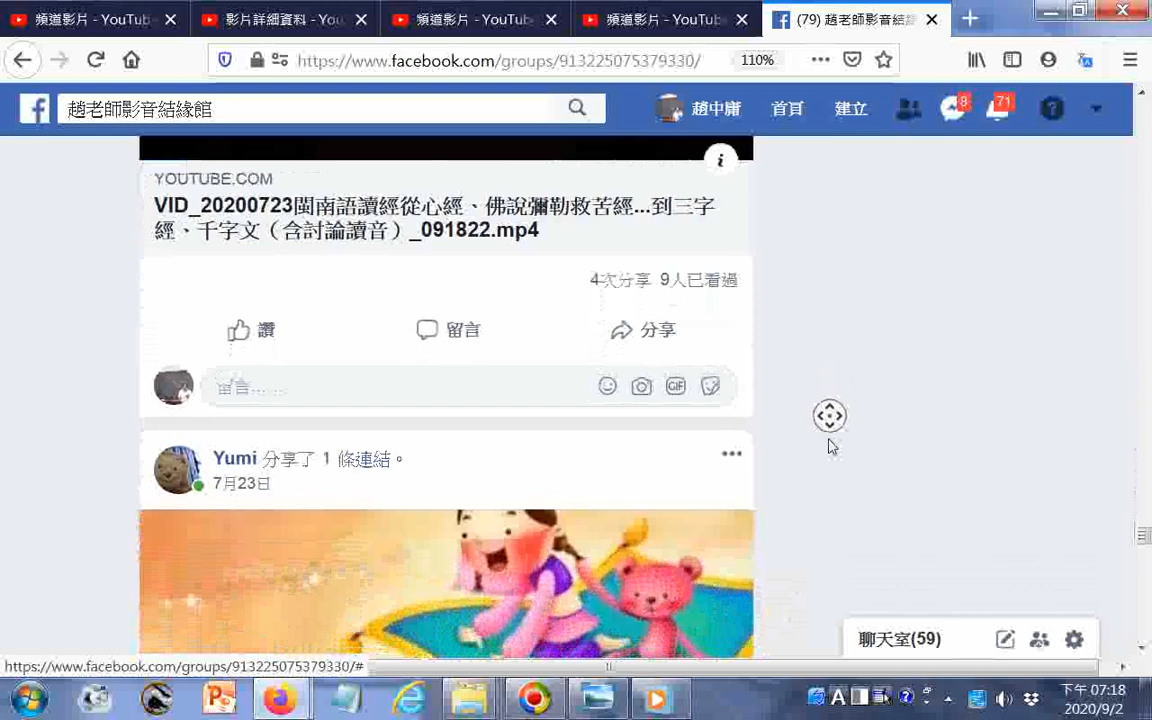 頻道影片 - YouTub
影片詳細資料 - You
頻道影片 - YouTub
頻道影片 - YouTub
(79) 趙老師影音結緣
https://www.facebook.com/groups/913225075379330/
110%
趙老師影音結緣館
趙中庸
首頁
建立
8
71
YOUTUBE.COM
VID_20200723閩南語讀經從心經、佛說彌勒救苦經...到三字
經、千字文（含討論讀音）_091822.mp4
4次分享 9人已看過
讚
留言
分享
留言……
GIF
Yumi 分享了 1 條連結。
7月23日
聊天室(59)
https://www.facebook.com/groups/913225075379330/#
下午 07:18
2020/9/2